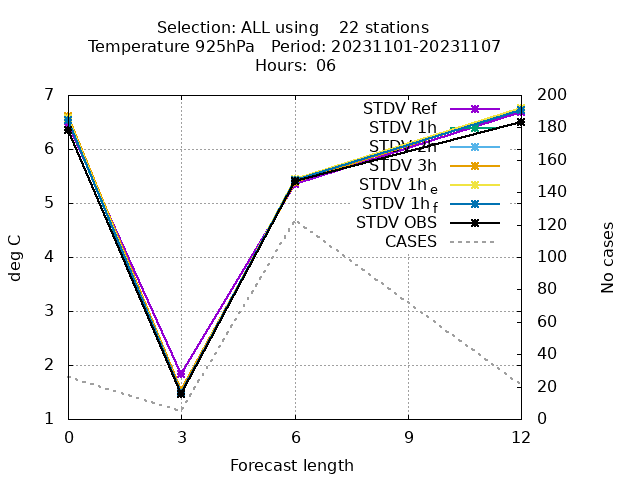 Selection: ALL using 22 stations
Temperature 925hPa Period: 20231101-20231107
Hours: 06
7
6
5
4
3
2
1
deg C
0
3
6
9
12
Forecast length
200
180
160
140
120
100
80
60
40
20
0
No cases
STDV Ref
STDV 1h
STDV 2h
STDV 3h
STDV 1h e
STDV 1h f
STDV OBS
CASES